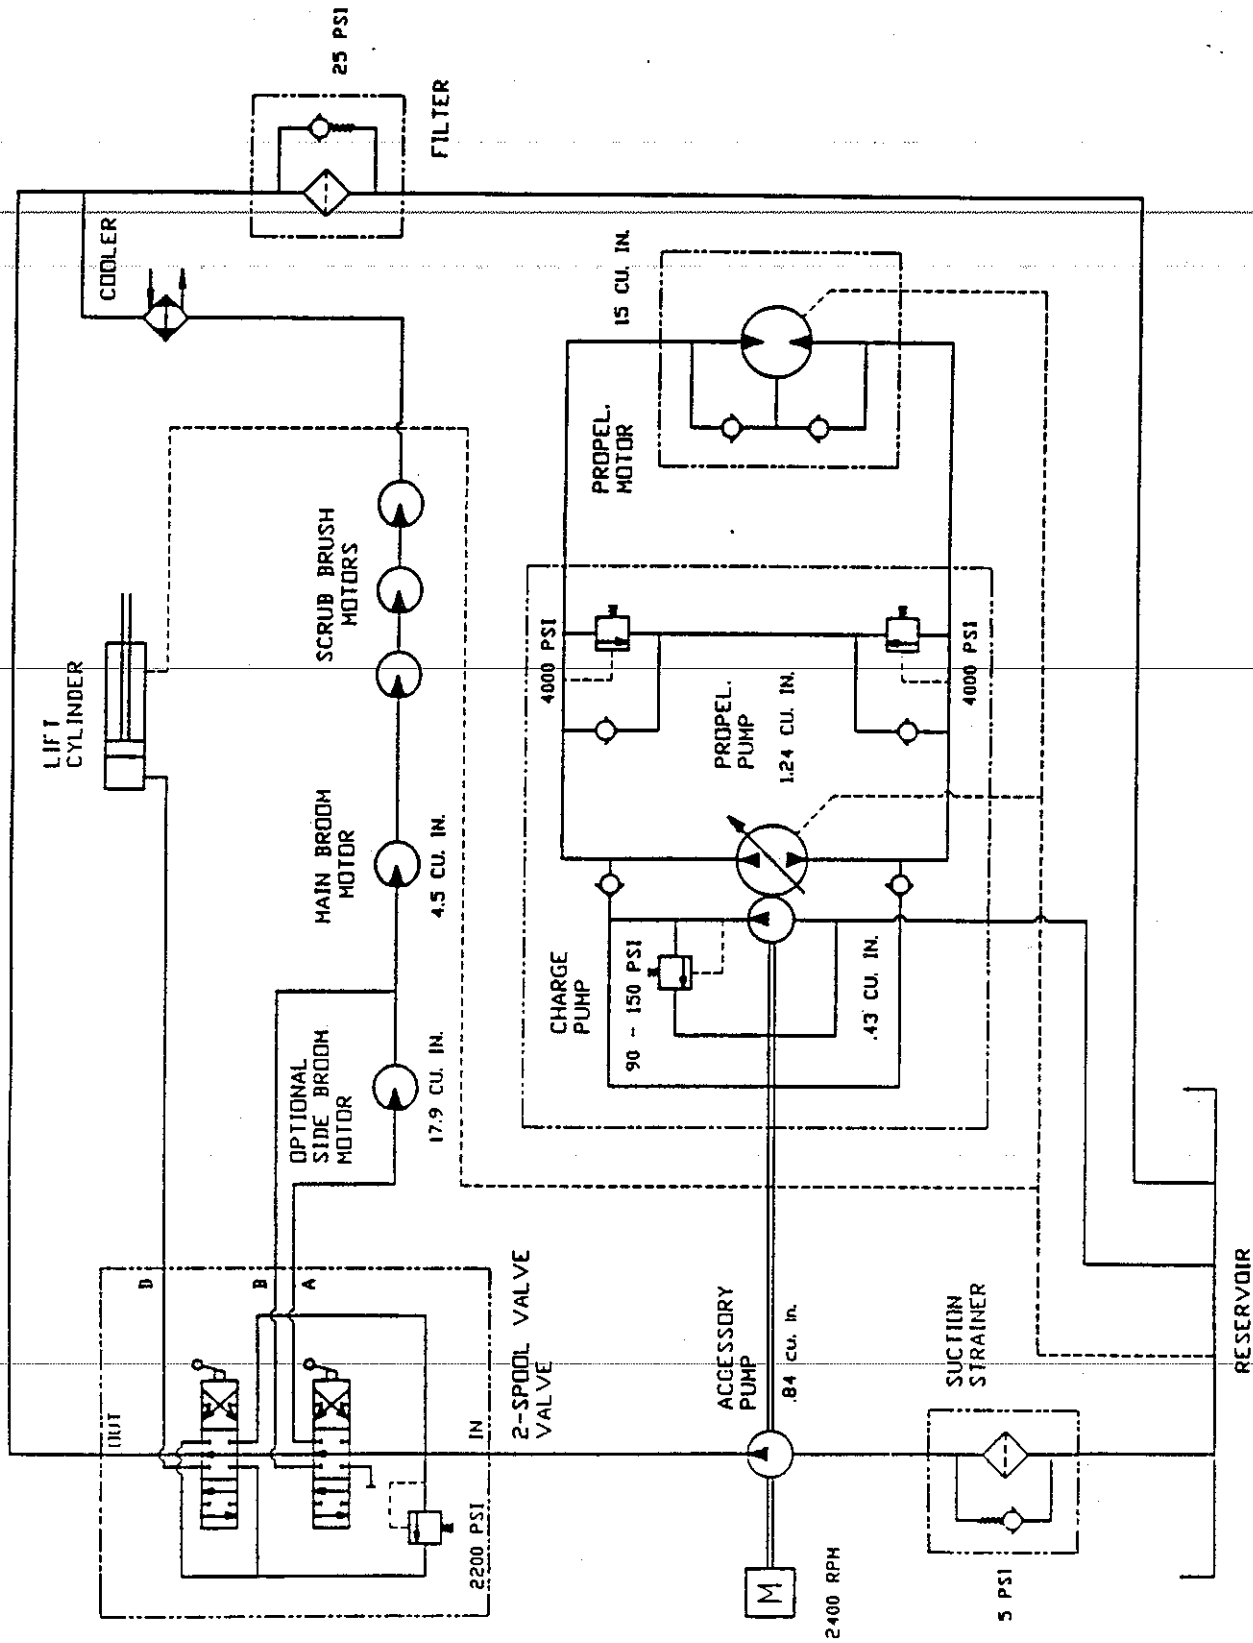 25 PSI
FILTER
COOLER
LIFT
CYLINDER
SCRUB BRUSH
MOTORS
MAIN BROOM
MOTOR
4.5 CU. IN.
OPTIONAL
SIDE BROOM
MOTOR
17.9 CU. IN.
15 CU. IN.
PROPEL.
MOTOR
4000 PSI
PROPEL.
PUMP
1.24 CU. IN.
4000 PSI
CHARGE
PUMP
90 - 150 PSI
.43 CU. IN.
B
A
OUT
IN
2-SPOOL VALVE
VALVE
2200 PSI
ACCESSORY
PUMP
.84 cu. in.
M
2400 RPM
SUCTION
STRAINER
5 PSI
RESERVOIR